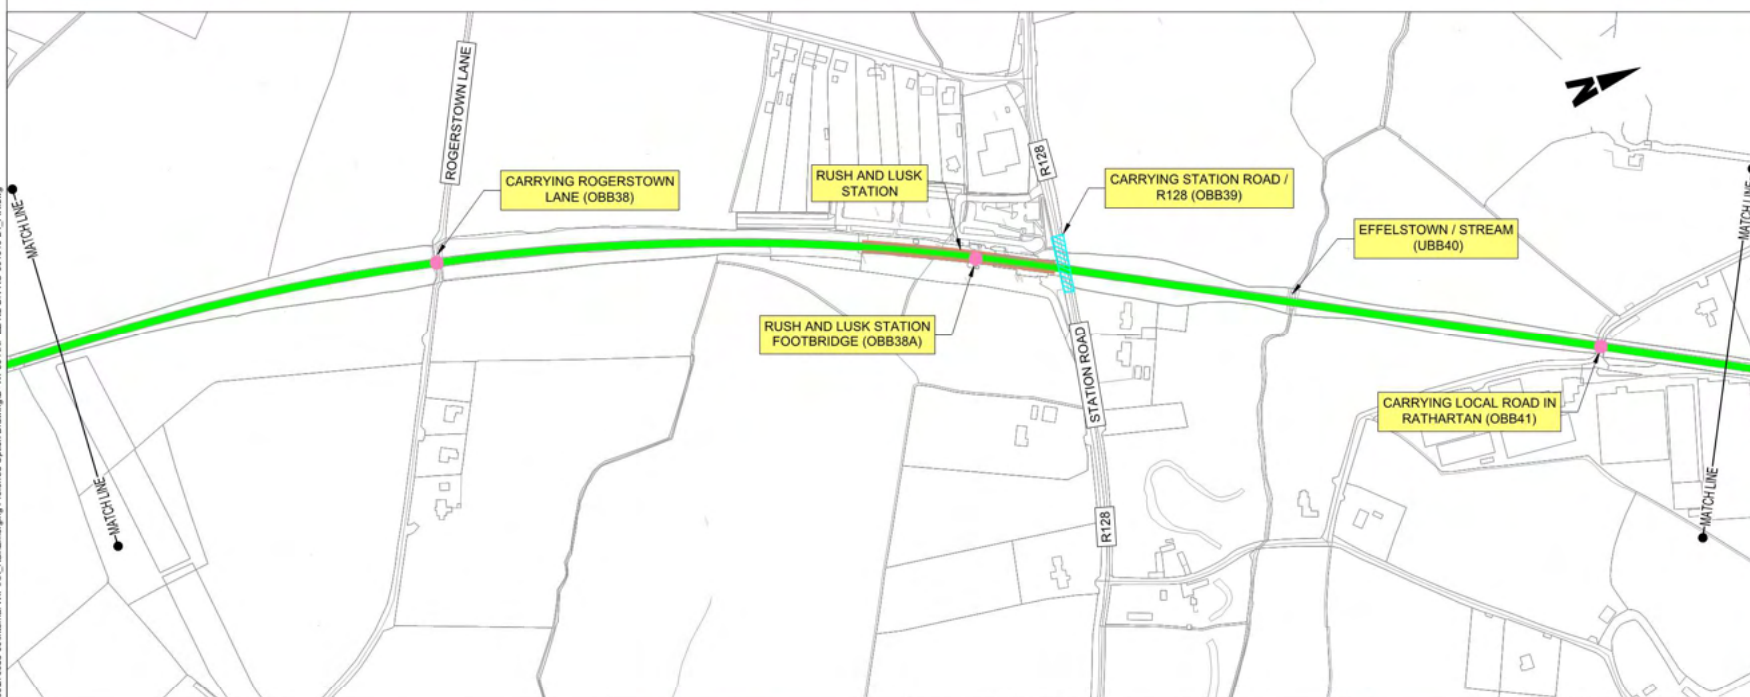 ROGERSTOWN LANE
CARRYING ROGERSTOWN
LANE (OBB38)
RUSH AND LUSK
STATION
R128
CARRYING STATION ROAD /
R128 (OBB39)
N
EFFELSTOWN / STREAM
(UBB40)
MATCH LINE
MATCH LINE
RUSH AND LUSK STATION
FOOTBRIDGE (OBB38A)
STATION ROAD
CARRYING LOCAL ROAD IN
RATHARTAN (OBB41)
MATCH LINE
MATCH LINE
R128